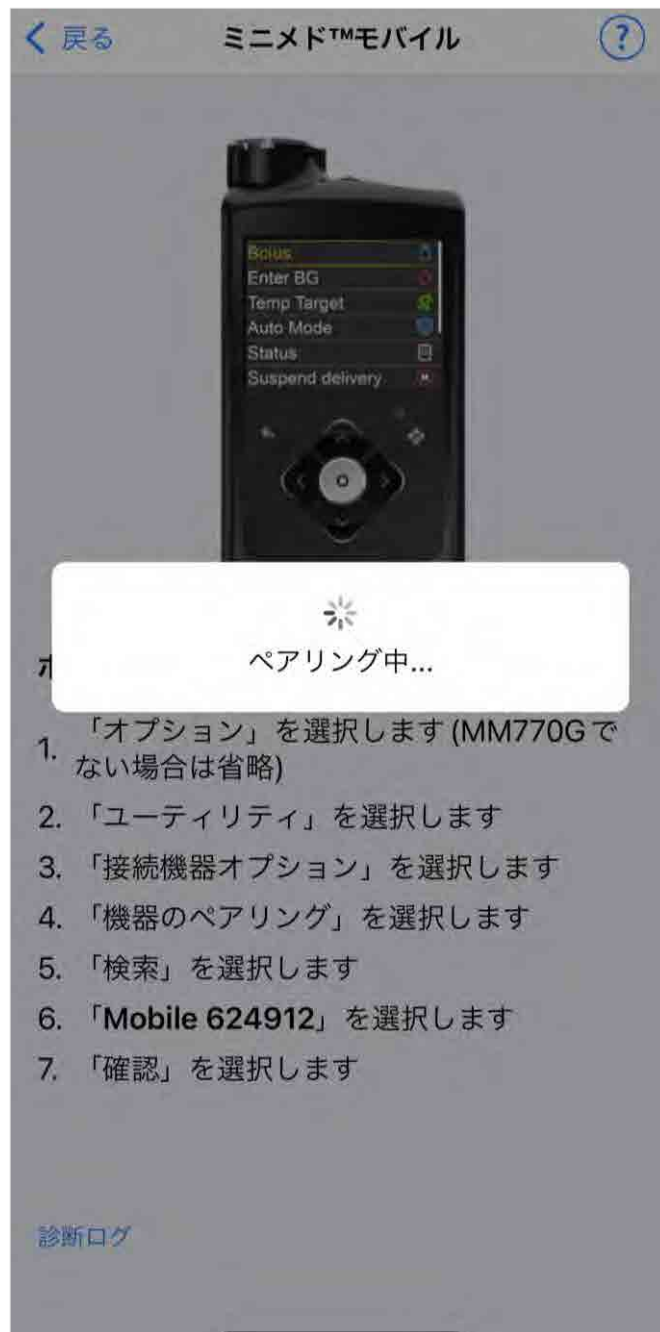 戻る
ミニメド™モバイル
?
Bolus
Enter BG
Temp Target
Auto Mode
Status
Suspend delivery
ペアリング中...
1. 「オプション」を選択します (MM770Gで
ない場合は省略)
2. 「ユーティリティ」を選択します
3. 「接続機器オプション」を選択します
4. 「機器のペアリング」を選択します
5. 「検索」を選択します
6. 「Mobile 624912」を選択します
7. 「確認」を選択します
診断ログ